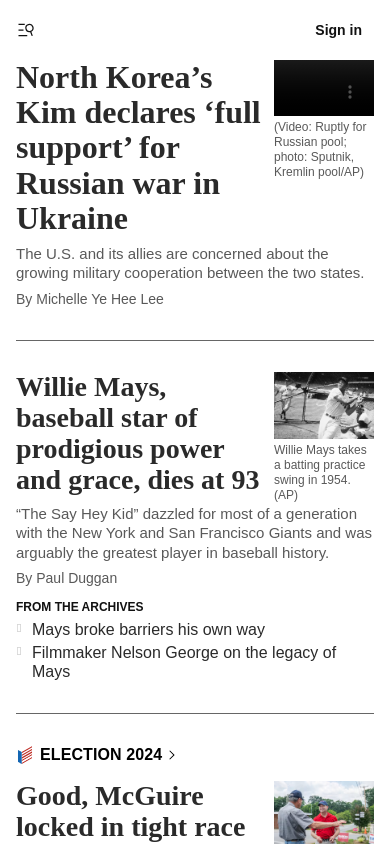 Sign in
North Korea’s
Kim declares ‘full
support’ for
Russian war in
Ukraine
(Video: Ruptly for
Russian pool;
photo: Sputnik,
Kremlin pool/AP)
The U.S. and its allies are concerned about the
growing military cooperation between the two states.
By Michelle Ye Hee Lee
Willie Mays,
baseball star of
prodigious power
and grace, dies at 93
Willie Mays takes
a batting practice
swing in 1954.
(AP)
“The Say Hey Kid” dazzled for most of a generation
with the New York and San Francisco Giants and was
arguably the greatest player in baseball history.
By Paul Duggan
FROM THE ARCHIVES
Mays broke barriers his own way
Filmmaker Nelson George on the legacy of
Mays
ELECTION 2024
Good, McGuire
locked in tight race